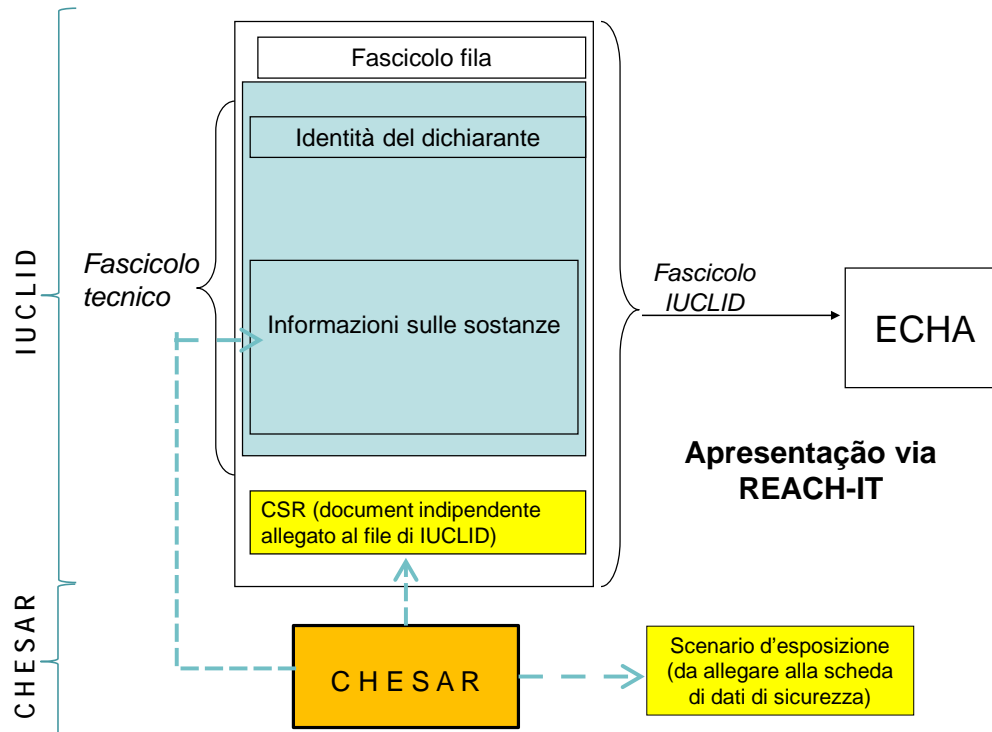 IUCLID
CHESAR
Fascicolo
tecnico
Fascicolo fila
Identità del dichiarante
Informazioni sulle sostanze
CSR (document indipendente
allegato al file di IUCLID)
Fascicolo
IUCLID
ECHA
Apresentação via
REACH-IT
CHESAR
Scenario d'esposizione
(da allegare alla scheda
di dati di sicurezza)